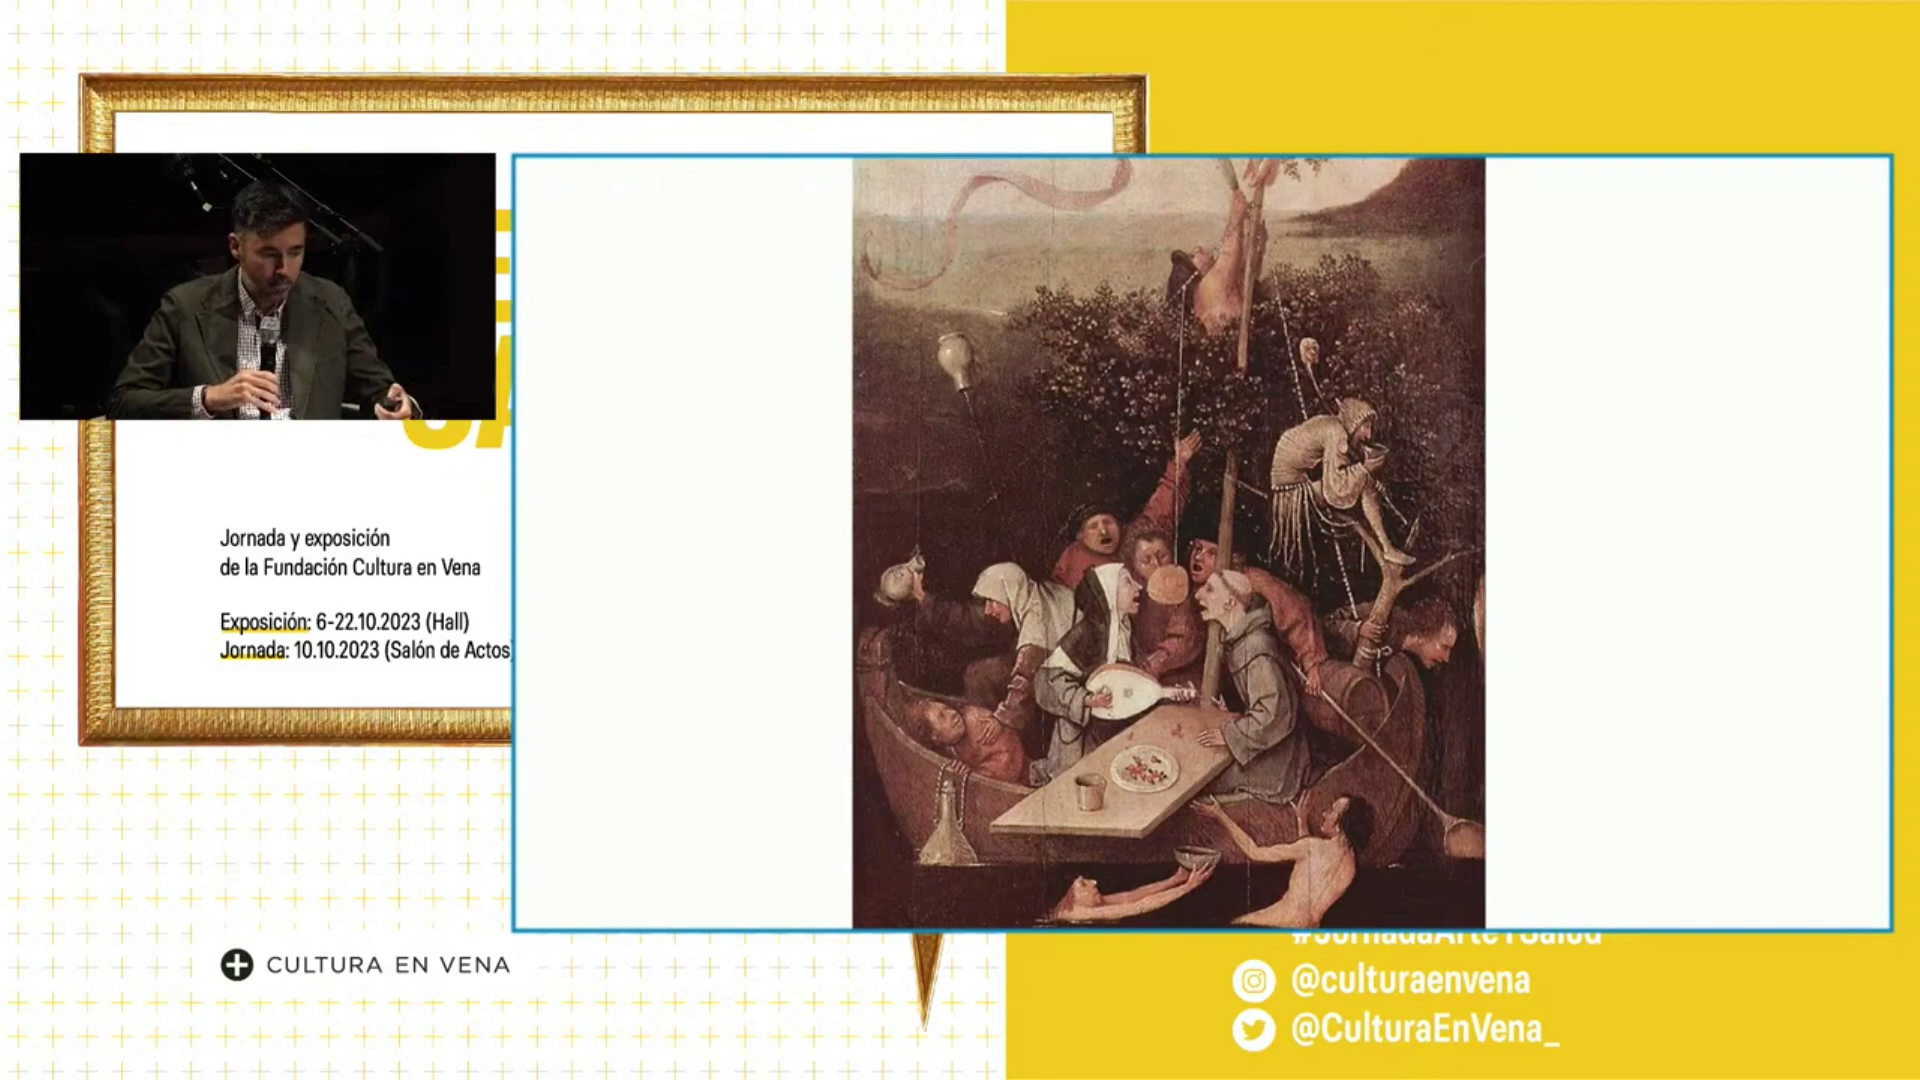 Jornada y exposición
de la Fundación Cultura en Vena
Exposición: 6-22.10.2023 (Hall)
Jornada: 10.10.2023 (Salón de Actos)
CULTURA EN VENA
#JornadaArteYSalud
@culturaenvena
@CulturaEnVena_